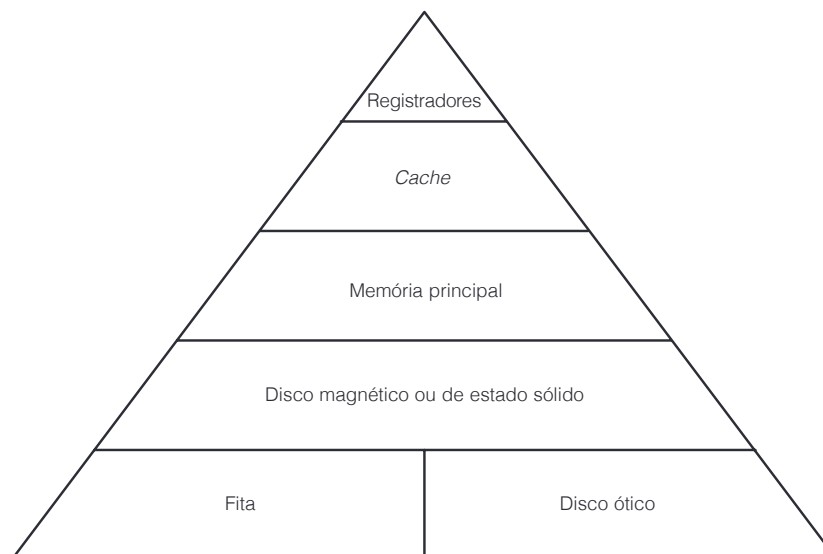 Registradores
Cache
Memória principal
Disco magnético ou de estado sólido
Fita
Disco ótico